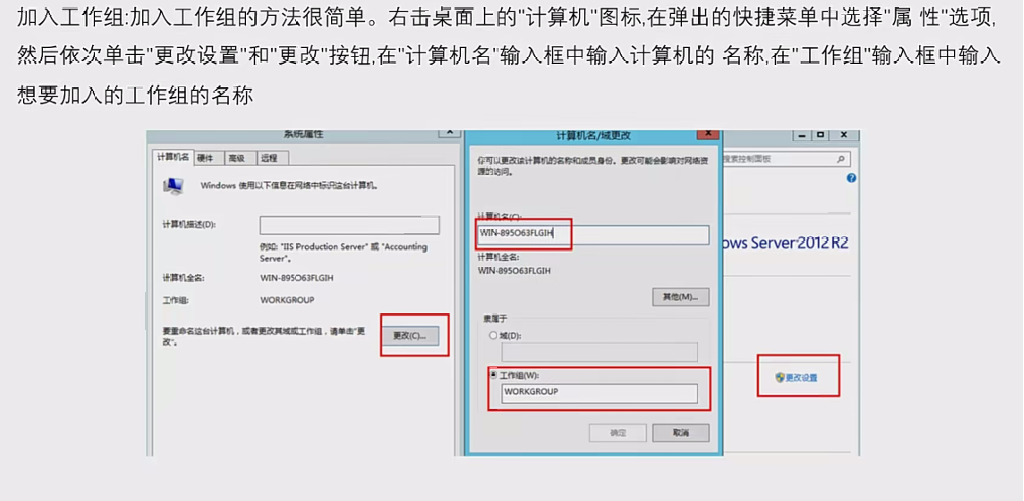 加入工作组:加入工作组的方法很简单。右击桌面上的"计算机"图标,在弹出的快捷菜单中选择"属 性"选项,
然后依次单击"更改设置"和"更改"按钮,在"计算机名"输入框中输入计算机的 名称,在"工作组"输入框中输入
想要加入的工作组的名称
系统属性
计算机名 硬件 高级 远程
Windows 使用以下信息在网络中标识这台计算机。
计算机描述(D):
例如: "IIS Production Server" 或 "Accounting
Server"。
计算机全名: WIN-895O63FLGIH
工作组: WORKGROUP
要重命名这台计算机，或者更改其域或工作组，请单击"更
改"。
更改(C)...
计算机名/域更改
你可以更改该计算机的名称和成员身份。更改可能会影响对网络资
源的访问。
计算机名(C):
WIN-895O63FLGIH
计算机全名:
WIN-895O63FLGIH
其他(M)...
隶属于
域(D):
工作组(W):
WORKGROUP
确定 取消
搜索控制面板
ows Server 2012 R2
更改设置